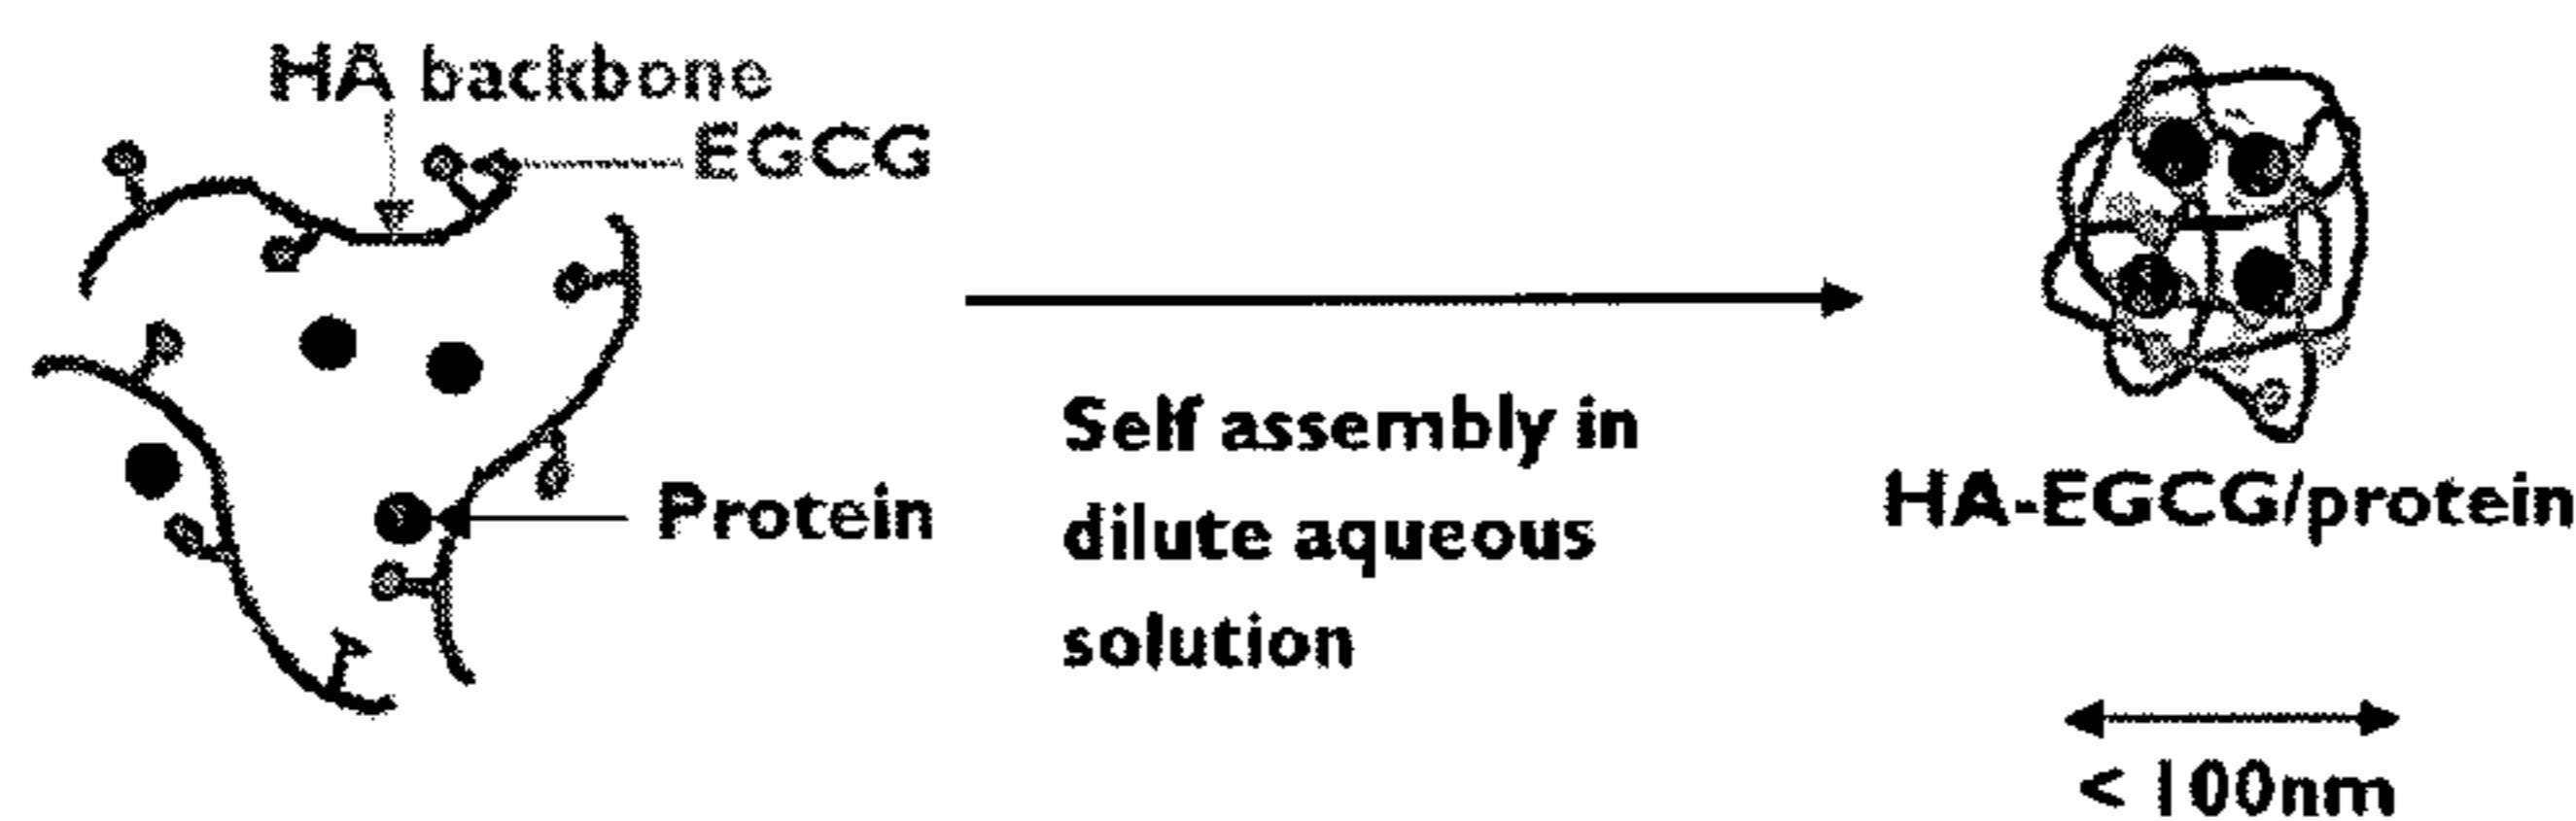 HA backbone
EGCG
Protein
Self assembly in
dilute aqueous
solution
HA-EGCG/protein
< 100nm